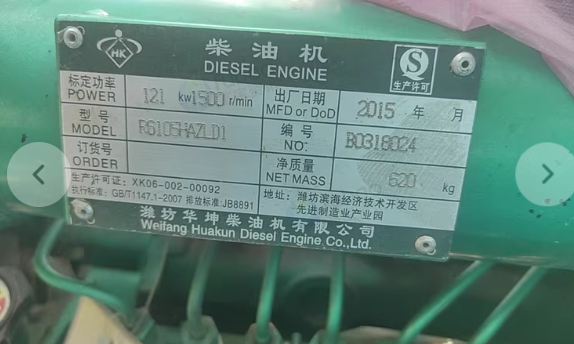 HK
柴油机
DIESEL ENGINE
生产许可
标定功率 POWER 121 kw1500 r/min
出厂日期 MFD or DoD 2015 年 月
型号 MODEL R6105HAZLD1
编号 NO: B0318024
订货号 ORDER
净质量 NET MASS 620 kg
生产许可证: XK06-002-00092
执行标准: GB/T1147.1-2007 排放标准:JB8891
地址: 潍坊滨海经济技术开发区
先进制造业产业园
潍坊华坤柴油机有限公司
Weifang Huakun Diesel Engine Co.,Ltd.